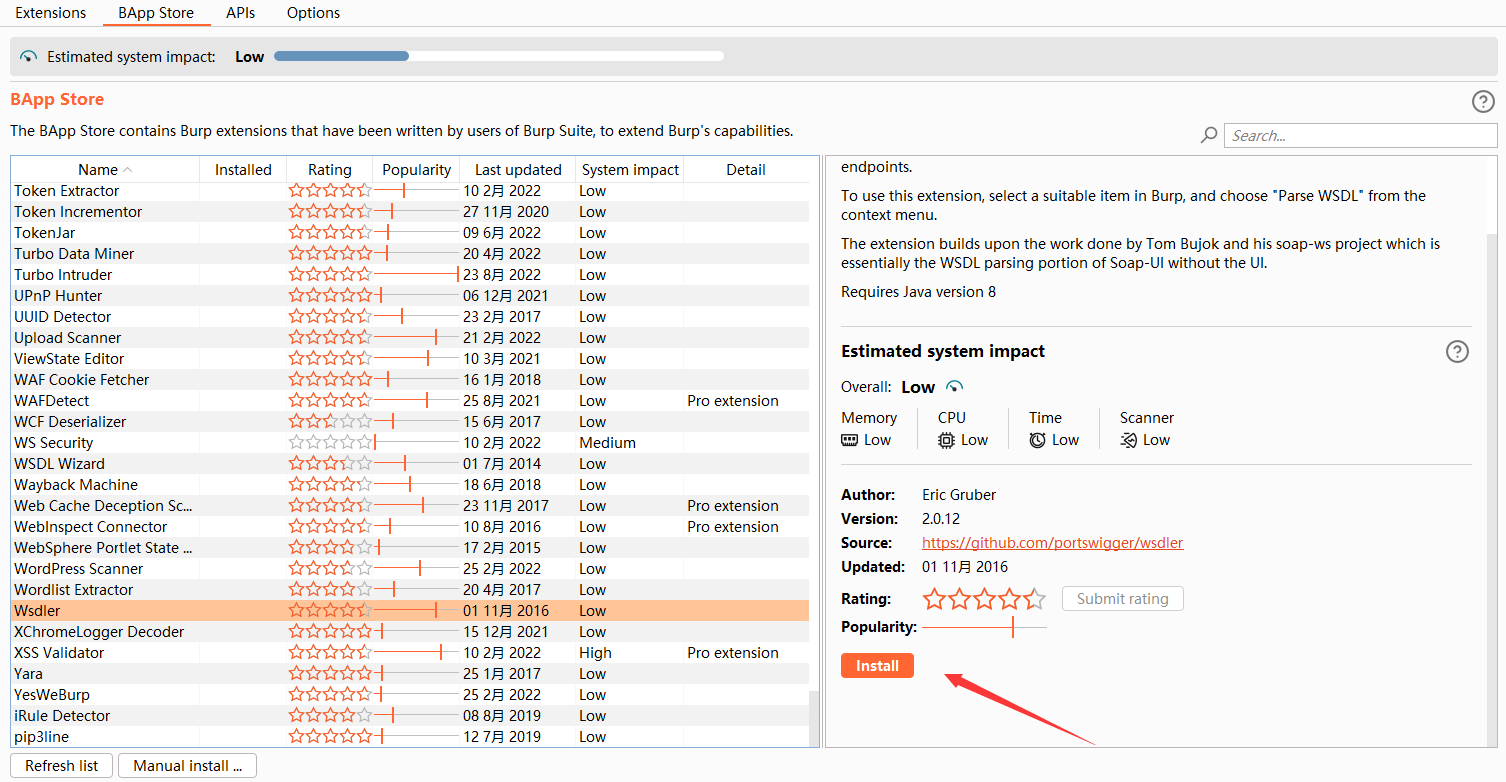 Extensions BApp Store APIs Options
Estimated system impact: Low
BApp Store
The BApp Store contains Burp extensions that have been written by users of Burp Suite, to extend Burp's capabilities.
Search...
Name Installed Rating Popularity Last updated System impact Detail
Token Extractor 10 2月 2022 Low
Token Incrementor 27 11月 2020 Low
TokenJar 09 6月 2022 Low
Turbo Data Miner 20 4月 2022 Low
Turbo Intruder 23 8月 2022 Low
UPnP Hunter 06 12月 2021 Low
UUID Detector 23 2月 2017 Low
Upload Scanner 21 2月 2022 Low
ViewState Editor 10 3月 2021 Low
WAF Cookie Fetcher 16 1月 2018 Low
WAFDetect 25 8月 2021 Low Pro extension
WCF Deserializer 15 6月 2017 Low
WS Security 10 2月 2022 Medium
WSDL Wizard 01 7月 2014 Low
Wayback Machine 18 6月 2018 Low
Web Cache Deception Sc... 23 11月 2017 Low Pro extension
WebInspect Connector 10 8月 2016 Low Pro extension
WebSphere Portlet State ... 17 2月 2015 Low
WordPress Scanner 25 2月 2022 Low
Wordlist Extractor 20 4月 2017 Low
Wsdler 01 11月 2016 Low
XChromeLogger Decoder 15 12月 2021 Low
XSS Validator 10 2月 2022 High Pro extension
Yara 25 1月 2017 Low
YesWeBurp 25 2月 2022 Low
iRule Detector 08 8月 2019 Low
pip3line 12 7月 2019 Low
Refresh list Manual install ...
endpoints.
To use this extension, select a suitable item in Burp, and choose "Parse WSDL" from the
context menu.
The extension builds upon the work done by Tom Bujok and his soap-ws project which is
essentially the WSDL parsing portion of Soap-UI without the UI.
Requires Java version 8
Estimated system impact
Overall: Low
Memory CPU Time Scanner
Low Low Low Low
Author: Eric Gruber
Version: 2.0.12
Source: https://github.com/portswigger/wsdler
Updated: 01 11月 2016
Rating: Submit rating
Popularity:
Install